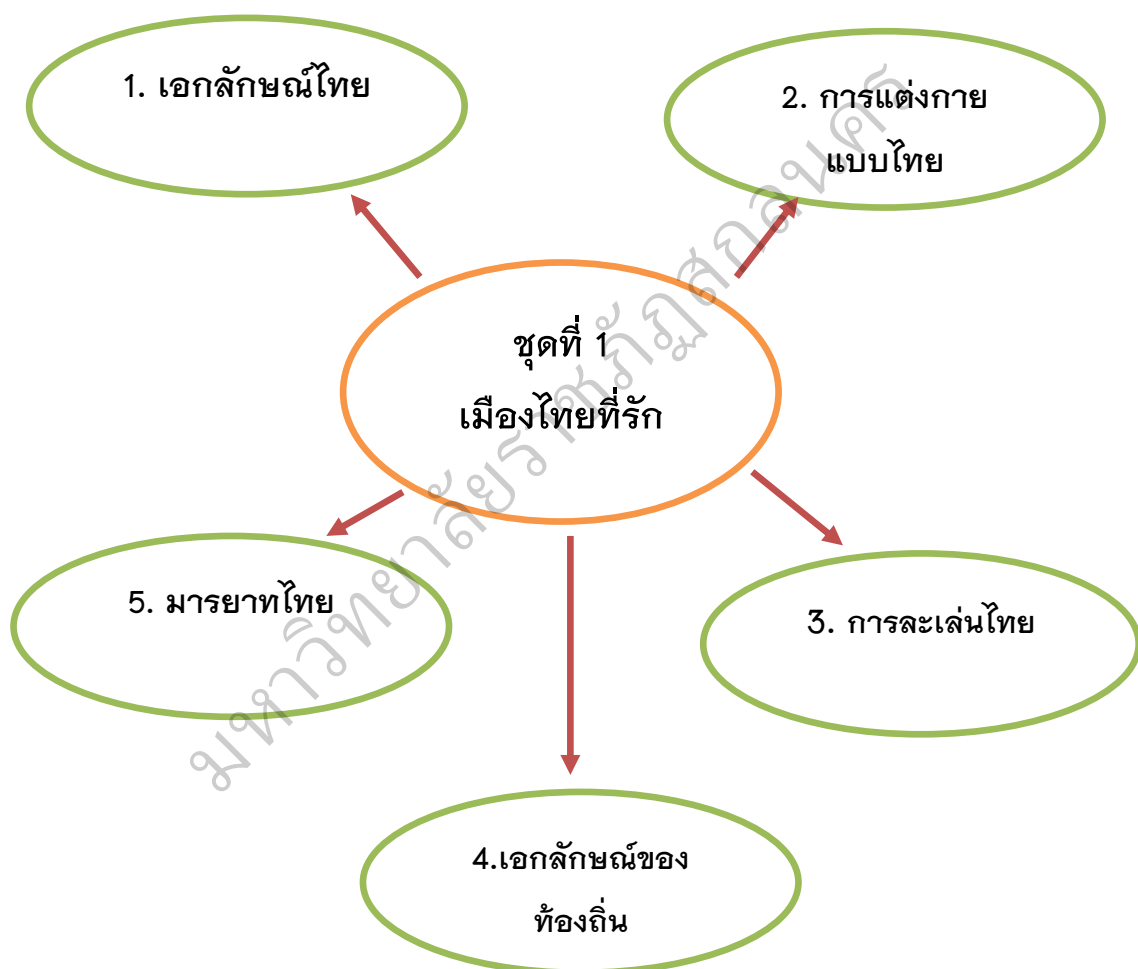 1. เอกลักษณ์ไทย
2. การแต่งกาย
แบบไทย
ชุดที่ 1
เมืองไทยที่รัก
5. มารยาทไทย
3. การละเล่นไทย
4.เอกลักษณ์ของ
ท้องถิ่น
มหาวิทยาลัยราชภัฏสกลนคร